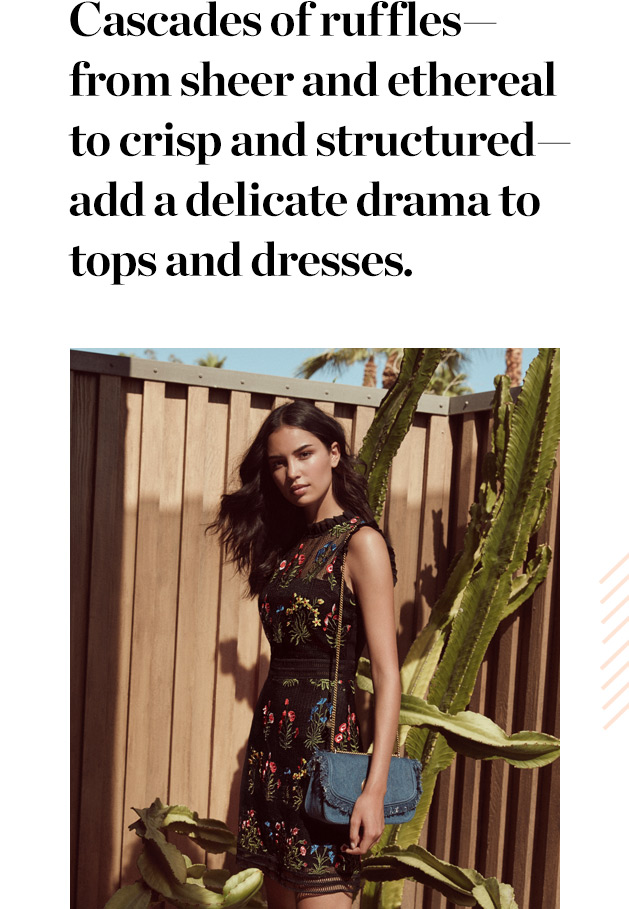 Cascades of ruffles—
from sheer and ethereal
to crisp and structured—
add a delicate drama to
tops and dresses.